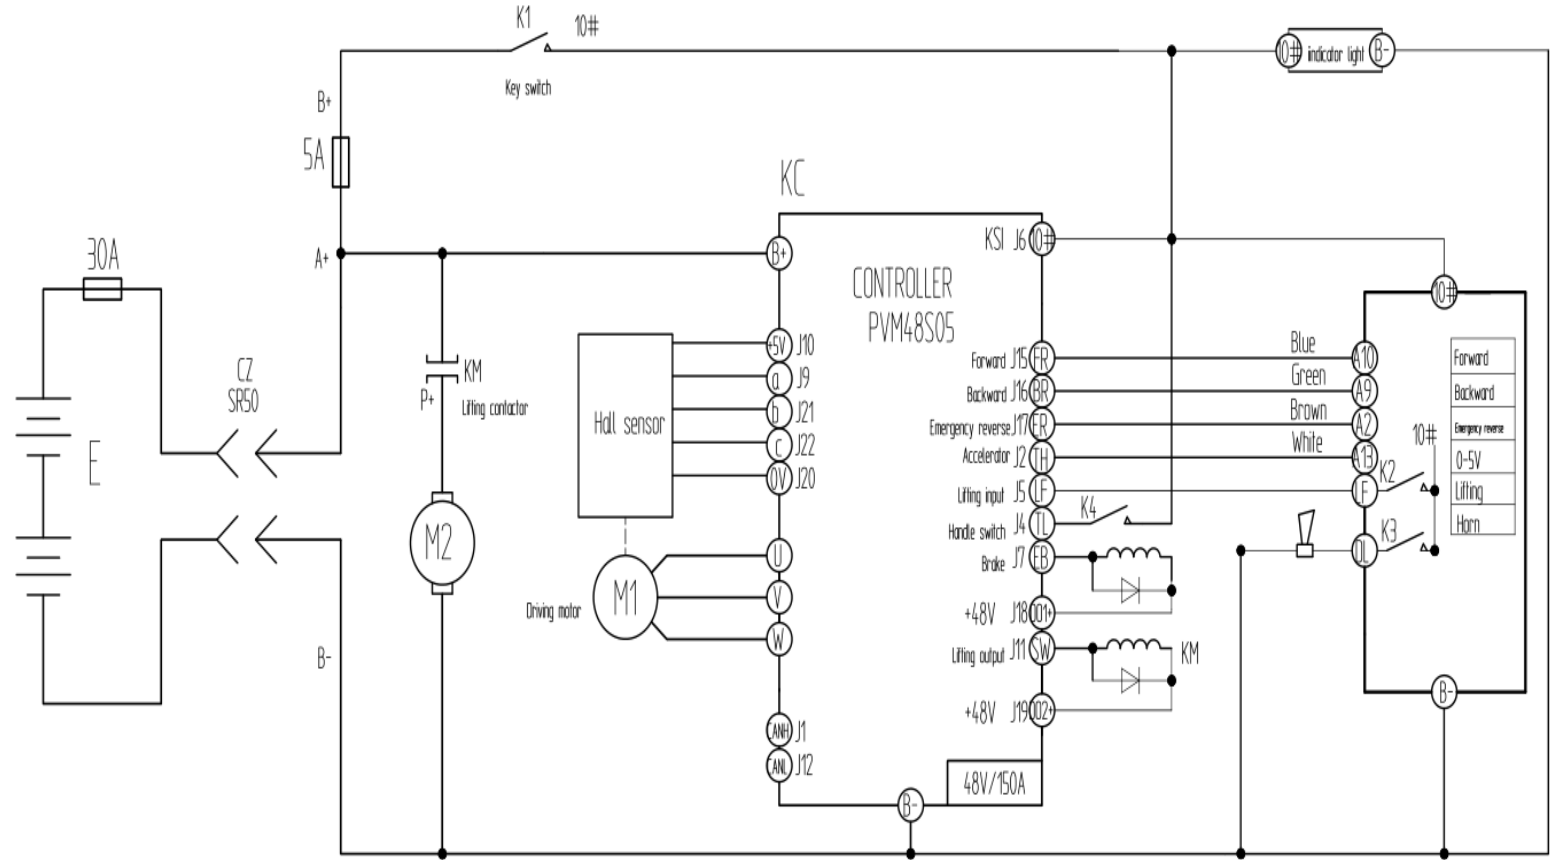 K1
10#
Key switch
10#
indicator light
B-
B+
5A
KC
30A
A+
B+
KSI J6
10#
CONTROLLER
PVM48S05
10#
CZ
SR50
E
KM
P+
Lifting contactor
Hall sensor
+5V J10
a J9
b J21
c J22
0V J20
Forward J15 FR
Blue
A10
Forward
Backward J16 BR
Green
A9
Backward
Emergency reverse J17 ER
Brown
A2
Emergency reverse
Accelerator J2 TH
White
A13
0-5V
10#
Lifting input J5 LF
LF
K2
Lifting
Handle switch J4 TL
K4
K3
Horn
M2
Brake J7 EB
DL
U
M1
V
Driving motor
W
+48V J18
Lifting output J11 SW
KM
B-
B-
+48V J19
CANH J1
CANL J12
48V/150A
B-